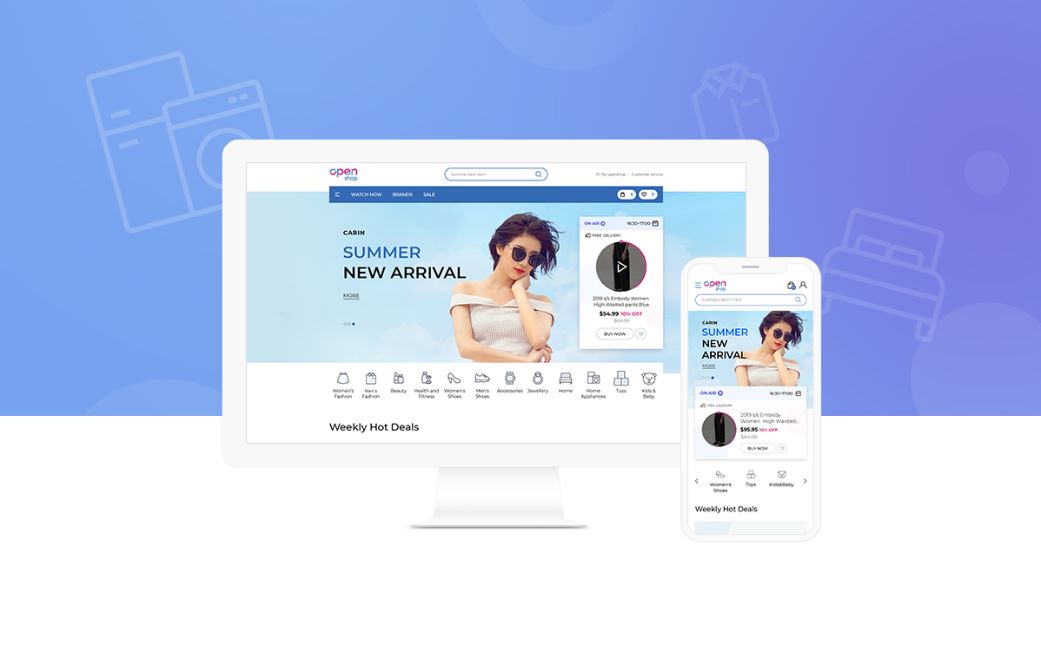 open
shop
Summer best item
My openshop
Customer service
WATCH NOW BRANDS SALE
CARIN
SUMMER
NEW ARRIVAL
MORE
ON AIR 16:30~17:00
FREE DELIVERY
2019 s/s Embody Women
High Waisted pants Blue
$54.99 10% OFF
BUY NOW
Women's
Fashion
Men's
Fashion
Beauty
Health and
Fitness
Women's
Shoes
Men's
Shoes
Accessories
Jewellery
Home
Home
Appliances
Toys
Kids &
Baby
Weekly Hot Deals
open
shop
SUMMER BEST ITEM
CARIN
SUMMER
NEW
ARRIVAL
MORE
ON AIR 16:30~17:00
FREE DELIVERY
2019 s/s Embody
Women High Waisted...
$95.95 10% OFF
$64.99
BUY NOW
Women's
Shoes
Toys
Kids&Baby
Weekly Hot Deals